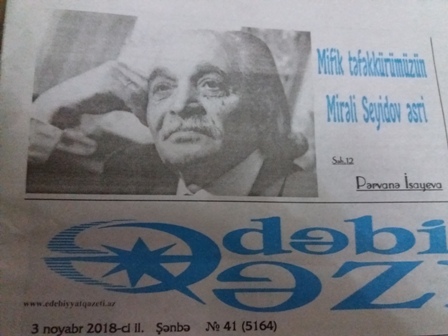 Mifik təfəkkürümüzün
Mirəli Seyidov əsri
Səh.12
Pərvanə İsayeva
Ədəbi
QƏZE
www.edebiyyatqazeti.az
3 noyabr 2018-ci il. Şənbə № 41 (5164)